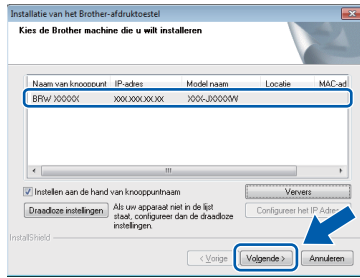 Installatie van het Brother-afdruktoestel
Kies de Brother machine die u wilt installeren
Naam van knooppunt IP-adres Model naam Locatie MAC-ad
BRW XXXXX XXX.XXX.XX.XX XXX-JXXXXW
Instellen aan de hand van knooppuntnaam
Ververs
Draadloze instellingen
Als uw apparaat niet in de lijst
staat, configureer dan de draadloze
instellingen.
Configureer het IP Adres
InstallShield
< Vorige
Volgende >
Annuleren